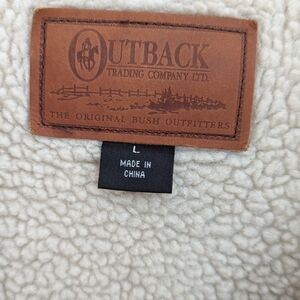 OUTBACK
TRADING COMPANY LTD.
THE ORIGINAL BUSH OUTFITTERS
L
MADE IN
CHINA